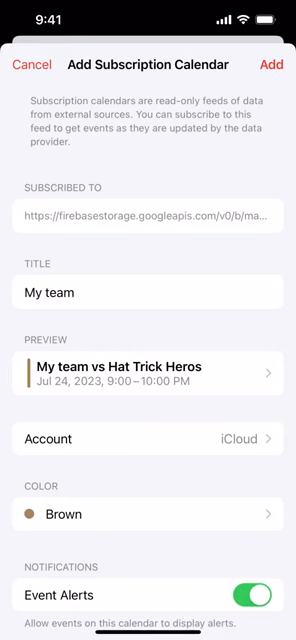 9:41
Cancel Add Subscription Calendar Add
Subscription calendars are read-only feeds of data
from external sources. You can subscribe to this
feed to get events as they are updated by the data
provider.
SUBSCRIBED TO
https://firebasestorage.googleapis.com/v0/b/ma...
TITLE
My team
PREVIEW
My team vs Hat Trick Heros
Jul 24, 2023, 9:00 – 10:00 PM
Account iCloud
COLOR
Brown
NOTIFICATIONS
Event Alerts
Allow events on this calendar to display alerts.